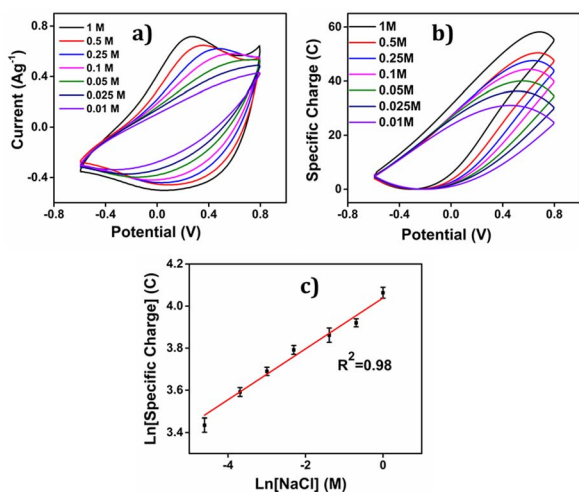 a)
1 M
0.5 M
0.25 M
0.1 M
0.05 M
0.025 M
0.01 M
0.8
0.4
0.0
-0.4
Current (Ag⁻¹)
-0.8 -0.4 0.0 0.4 0.8
Potential (V)
b)
1 M
0.5M
0.25M
0.1M
0.05M
0.025M
0.01M
60
40
20
0
Specific Charge (C)
-0.8 -0.4 0.0 0.4 0.8
Potential (V)
c)
4.2
4.0
3.8
3.6
3.4
Ln[Specific Charge] (C)
R²=0.98
-4 -2 0
Ln[NaCl] (M)